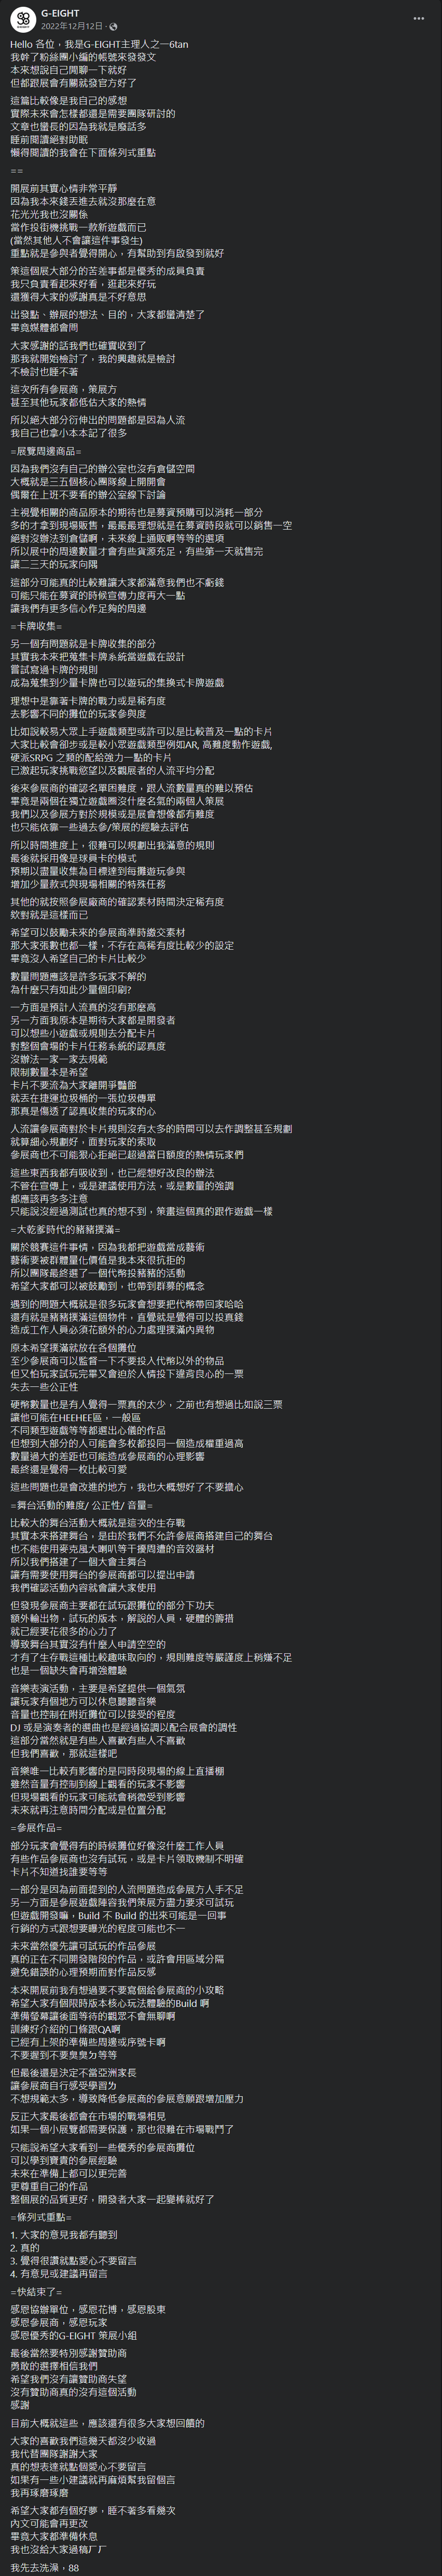 G-EIGHT
2022年12月12日
Hello 各位，我是G-EIGHT主理人之一6tan
我幹了粉絲團小編的帳號來發發文
本來想說自己閒聊一下就好
但都跟展會有關就發官方好了
這篇比較像是我自己的感想
實際未來會怎樣都還是需要團隊研討的
文章也蠻長的因為我就是廢話多
睡前閱讀絕對助眠
懶得閱讀的我會在下面條列式重點
==
開展前其實心情非常平靜
因為我本來錢丟進去就沒那麼在意
花光光我也沒關係
當作投銜機挑戰一款新遊戲而已
(當然其他人不會讓這件事發生)
重點就是參與者覺得開心，有幫助到有啟發到就好
策這個展大部分的苦差事都是優秀的成員負責
我只負責看起來好看，逛起來好玩
還獲得大家的感謝真是不好意思
出發點、辦展的想法、目的，大家都蠻清楚了
畢竟媒體都會問
大家感謝的話我們也確實收到了
那我就開始檢討了，我的興趣就是檢討
不檢討也睡不著
這次所有參展商，策展方
甚至其他玩家都低估大家的熱情
所以絕大部分衍伸出的問題都是因為人流
我自己也拿小本本記了很多
=展覽周邊商品=
因為我們沒有自己的辦公室也沒有倉儲空間
大概就是三五個核心團隊線上開開會
偶爾在上班不要看的辦公室線下討論
主視覺相關的商品原本的期待也是募資預購可以消耗一部分
多的才拿到現場販售，最最最理想就是在募資時段就可以銷售一空
絕對沒辦法到倉儲啊，未來線上通販啊等等的選項
所以展中的周邊數量才會有些貨源充足，有些第一天就售完
讓二三天的玩家向隅
這部分可能真的比較難讓大家都滿意我們也不虧錢
可能只能在募資的時候宣傳力度再大一點
讓我們有更多信心作足夠的周邊
=卡牌收集=
另一個有問題就是卡牌收集的部分
其實我本來把蒐集卡牌系統當遊戲在設計
嘗試寫過卡牌的規則
成為蒐集到少量卡牌也可以遊玩的集換式卡牌遊戲
理想中是靠著卡牌的戰力或是稀有度
去影響不同的攤位的玩家參與度
比如說較易大眾上手遊戲類型或許可以是比較普及一點的卡片
大家比較會卻步或是較小眾遊戲類型例如AR, 高難度動作遊戲,
硬派SRPG 之類的配給強力一點的卡片
已激起玩家挑戰慾望以及觀展者的人流平均分配
後來參展商的確認名單困難度，跟人流數量真的難以預估
畢竟是兩個在獨立遊戲圈沒什麼名氣的兩個人策展
我們以及參展方對於規模或是展會想像都有難度
也只能依靠一些過去參/策展的經驗去評估
所以時間進度上，很難可以規劃出我滿意的規則
最後就採用像是球員卡的模式
預期以盡量收集為目標達到每攤遊玩參與
增加少量款式與現場相關的特殊任務
其他的就按照參展廠商的確認素材時間決定稀有度
欸對就是這樣而已
希望可以鼓勵未來的參展商準時繳交素材
那大家張數也都一樣，不存在高稀有度比較少的設定
畢竟沒人希望自己的卡片比較少
數量問題應該是許多玩家不解的
為什麼只有如此少量個印刷?
一方面是預計人流真的沒有那麼高
另一方面我原本是期待大家都是開發者
可以想些小遊戲或規則去分配卡片
對整個會場的卡片任務系統的認真度
沒辦法一家一家去規範
限制數量本是希望
卡片不要流為大家離開爭豔館
就丟在捷運垃圾桶的一張垃圾傳單
那真是傷透了認真收集的玩家的心
人流讓參展商對於卡片規則沒有太多的時間可以去作調整甚至規劃
就算細心規劃好，面對玩家的索取
參展商也不可能狠心拒絕已超過當日額度的熱情玩家們
這些東西我都有吸收到，也已經想好改良的辦法
不管在宣傳上，或是建議使用方法，或是數量的強調
都應該再多多注意
只能說沒經過測試也真的想不到，策畫這個真的跟作遊戲一樣
=大乾爹時代的豬豬撲滿=
關於競賽這件事情，因為我都把遊戲當成藝術
藝術要被群體量化價值是我本來很抗拒的
所以團隊最終選了一個代幣投豬豬的活動
希望大家都可以被鼓勵到，也帶到群募的概念
遇到的問題大概就是很多玩家會想要把代幣帶回家哈哈
還有就是豬豬撲滿這個物件，直覺就是覺得可以投真錢
造成工作人員必須花額外的心力處理撲滿內異物
原本希望撲滿就放在各個攤位
至少參展商可以監督一下不要投入代幣以外的物品
但又怕玩家試玩完畢又會迫於人情投下違背良心的一票
失去一些公正性
硬幣數量也是有人覺得一票真的太少，之前也有想過比如說三票
讓他可能在HEEHEE區，一般區
不同類型遊戲等等都選出心儀的作品
但想到大部分的人可能會多枚都投同一個造成權重過高
數量過大的差距也可能造成參展商的心理影響
最終還是覺得一枚比較可愛
這些問題也是會改進的地方，我也大概想好了不要擔心
=舞台活動的難度/ 公正性/ 音量=
比較大的舞台活動大概就是這次的生存戰
其實本來搭建舞台，是由於我們不允許參展商搭建自己的舞台
也不能使用麥克風大喇叭等干擾周遭的音效器材
所以我們搭建了一個大會主舞台
讓有需要使用舞台的參展商都可以提出申請
我們確認活動內容就會讓大家使用
但發現參展商主要都在試玩跟攤位的部分下功夫
額外輸出物，試玩的版本，解說的人員，硬體的籌措
就已經要花很多的心力了
導致舞台其實沒有什麼人申請空空的
才有了生存戰這種比較趣味取向的，規則難度等嚴謹度上稍嫌不足
也是一個缺失會再增強體驗
音樂表演活動，主要是希望提供一個氣氛
讓玩家有個地方可以休息聽聽音樂
音量也控制在附近攤位可以接受的程度
DJ 或是演奏者的選曲也是經過協調以配合展會的調性
這部分當然就是有些人喜歡有些人不喜歡
但我們喜歡，那就這樣吧
音樂唯一比較有影響的是同時段現場的線上直播棚
雖然音量有控制到線上觀看的玩家不影響
但現場觀看的玩家可能就會稍微受到影響
未來就再注意時間分配或是位置分配
=參展作品=
部分玩家會覺得有的時候攤位好像沒什麼工作人員
有些作品參展商也沒有試玩，或是卡片領取機制不明確
卡片不知道找誰要等等
一部分是因為前面提到的人流問題造成參展方人手不足
另一方面是參展遊戲陣容我們策展方盡力要求可試玩
但遊戲開發嘛，Build 不 Build 的出來可能是一回事
行銷的方式跟想要曝光的程度可能也不一
未來當然優先讓可試玩的作品參展
真的正在不同開發階段的作品，或許會用區域分隔
避免錯誤的心理預期而對作品反感
本來開展前我有想過要不要寫個給參展商的小攻略
希望大家有個限時版本核心玩法體驗的Build 啊
準備螢幕讓後面等待的觀眾不會無聊啊
訓練好介紹的口條跟QA啊
已經有上架的準備些周邊或序號卡啊
不要遲到不要臭臭ㄉ等等
但最後還是決定不當亞洲家長
讓參展商自行感受學習ㄌ
不想規範太多，導致降低參展商的參展意願跟增加壓力
反正大家最後都會在市場的戰場相見
如果一個小展覽都需要保護，那也很難在市場戰鬥了
只能說希望大家看到一些優秀的參展商攤位
可以學到寶貴的參展經驗
未來在準備上都可以更完善
更尊重自己的作品
整個展的品質更好，開發者大家一起變棒就好了
=條列式重點=
1. 大家的意見我都有聽到
2. 真的
3. 覺得很讚就點愛心不要留言
4. 有意見或建議再留言
=快結束了=
感恩協辦單位，感恩花博，感恩股東
感恩參展商，感恩玩家
感恩優秀的G-EIGHT 策展小組
最後當然要特別感謝贊助商
勇敢的選擇相信我們
希望我們沒有讓贊助商失望
沒有贊助商真的沒有這個活動
感謝
目前大概就這些，應該還有很多大家想回饋的
大家的喜歡我們這幾天都沒少收過
我代替團隊謝謝大家
真的想表達就點個愛心不要留言
如果有一些小建議就再麻煩幫我留個言
我再琢磨琢磨
希望大家都有個好夢，睡不著多看幾次
內文可能會再更改
畢竟大家都準備休息
我也沒給大家過稿ㄏㄏ
我先去洗澡，88